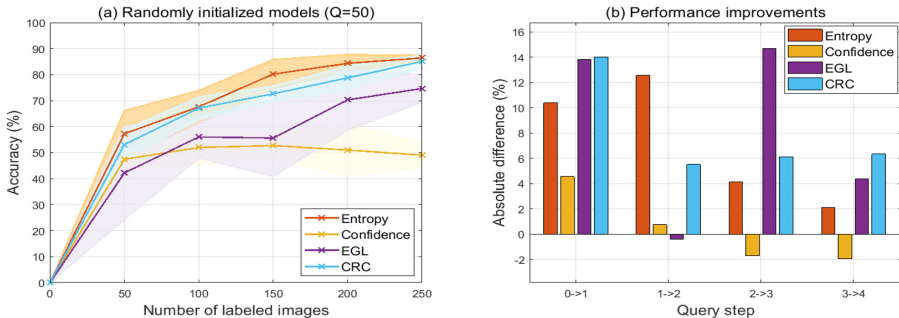 (a) Randomly initialized models (Q=50)
Accuracy (%)
100
90
80
70
60
50
40
30
20
10
0
0
50
100
150
200
250
Number of labeled images
Entropy
Confidence
EGL
CRC
(b) Performance improvements
Absolute difference (%)
16
14
12
10
8
6
4
2
0
-2
0->1
1->2
2->3
3->4
Query step
Entropy
Confidence
EGL
CRC